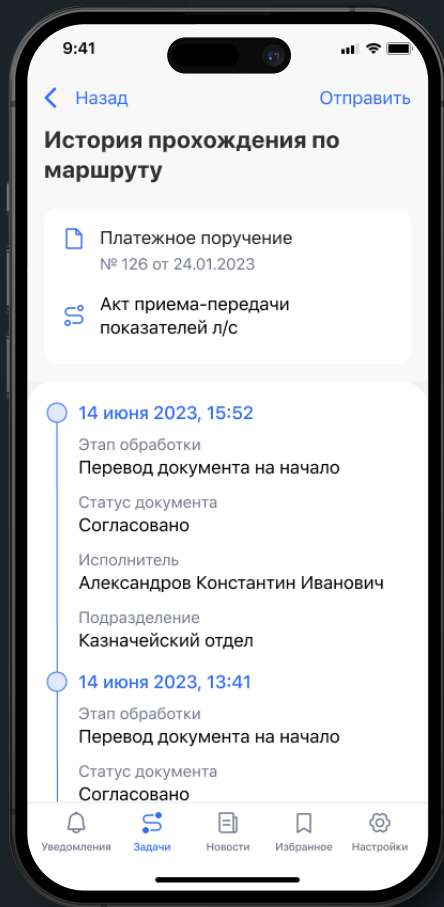 9:41
Назад
Отправить
История прохождения по
маршруту
Платежное поручение
№ 126 от 24.01.2023
Акт приема-передачи
показателей л/с
14 июня 2023, 15:52
Этап обработки
Перевод документа на начало
Статус документа
Согласовано
Исполнитель
Александров Константин Иванович
Подразделение
Казначейский отдел
14 июня 2023, 13:41
Этап обработки
Перевод документа на начало
Статус документа
Согласовано
Уведомления
Задачи
Новости
Избранное
Настройки